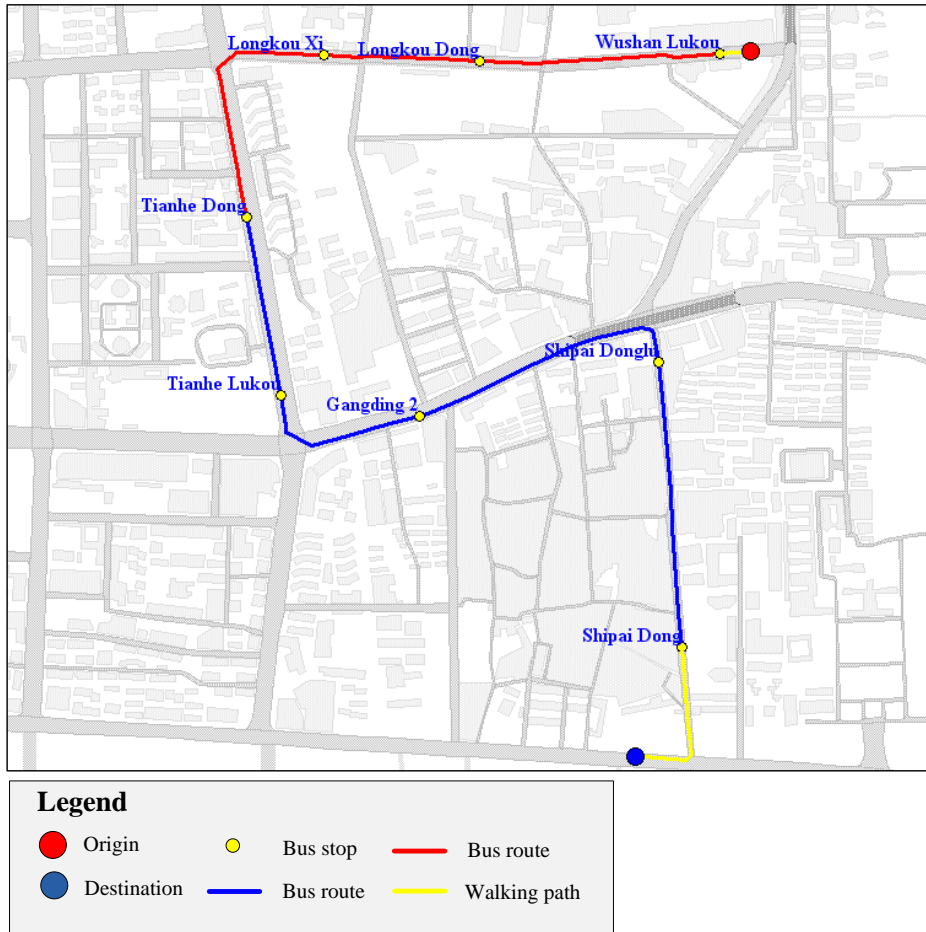 Longkou Xi
Longkou Dong
Wushan Lukou
Tianhe Dong
Shipai Donglu
Tianhe Lukou
Gangding 2
Shipai Dong
Legend
Origin
Bus stop
Bus route
Destination
Bus route
Walking path